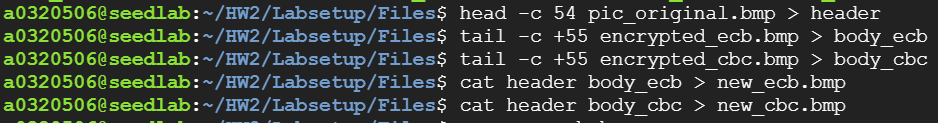 a0320506@seedlab:~/HW2/Labsetup/Files$ head -c 54 pic_original.bmp > header
a0320506@seedlab:~/HW2/Labsetup/Files$ tail -c +55 encrypted_ecb.bmp > body_ecb
a0320506@seedlab:~/HW2/Labsetup/Files$ tail -c +55 encrypted_cbc.bmp > body_cbc
a0320506@seedlab:~/HW2/Labsetup/Files$ cat header body_ecb > new_ecb.bmp
a0320506@seedlab:~/HW2/Labsetup/Files$ cat header body_cbc > new_cbc.bmp